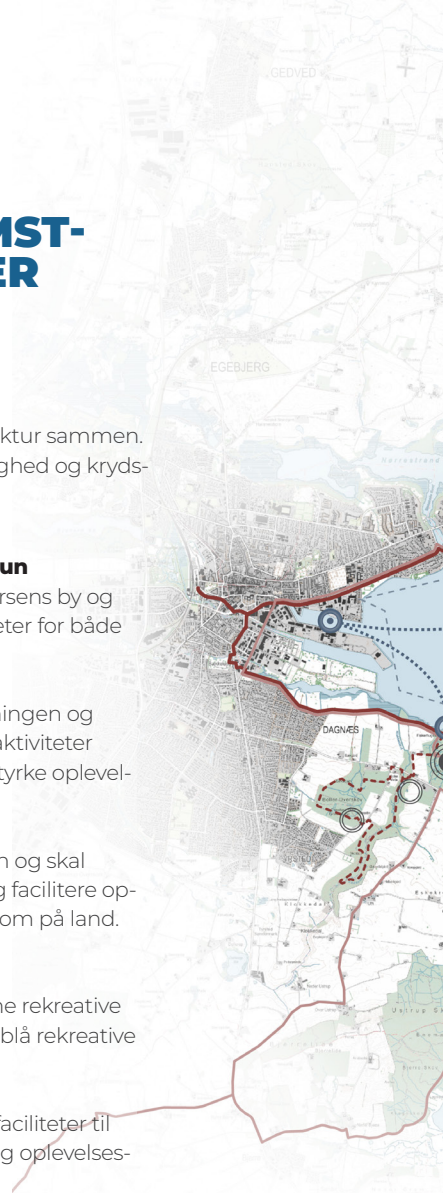 MST-
ER
ktur sammen.
ghed og kryds-
un
rsens by og
eter for både
ningen og
aktiviteter
tyrke oplevel-
n og skal
g facilitere op-
om på land.
ne rekreative
blå rekreative
faciliteter til
g oplevelses-
GEDVED
EGEBJERG
DAGNÆS